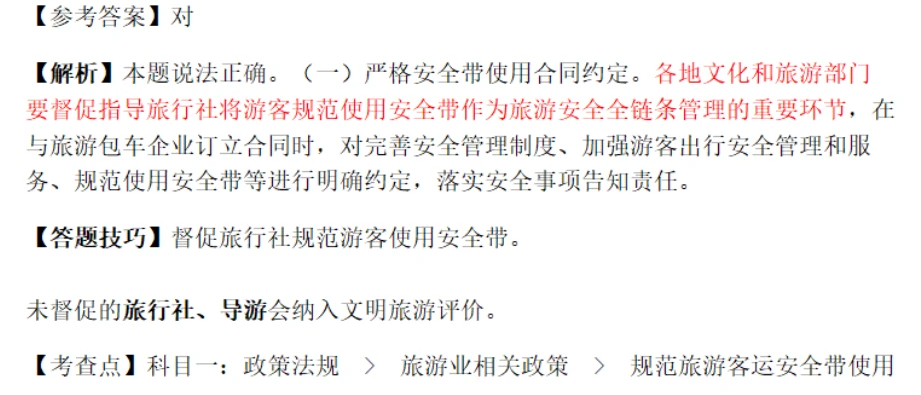 【参考答案】对
【解析】本题说法正确。（一）严格安全带使用合同约定。各地文化和旅游部门
要督促指导旅行社将游客规范使用安全带作为旅游安全全链条管理的重要环节，在
与旅游包车企业订立合同时，对完善安全管理制度、加强游客出行安全管理和服
务、规范使用安全带等进行明确约定，落实安全事项告知责任。
【答题技巧】督促旅行社规范游客使用安全带。
未督促的旅行社、导游会纳入文明旅游评价。
【考查点】科目一：政策法规 > 旅游业相关政策 > 规范旅游客运安全带使用